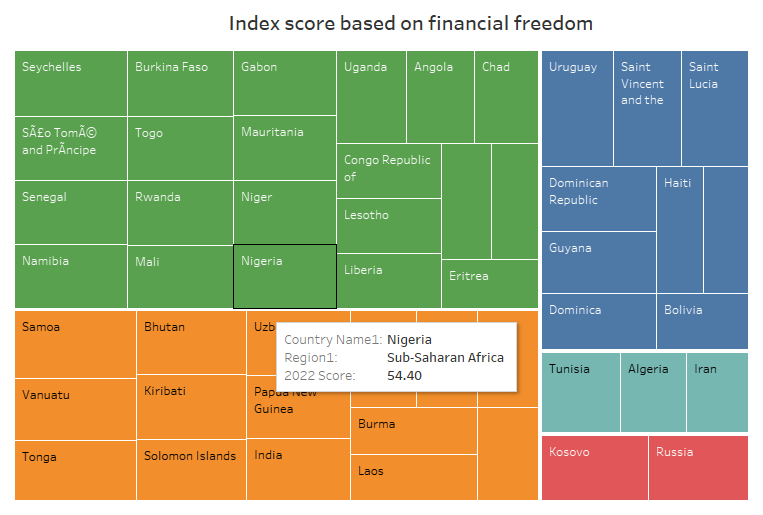 Index score based on financial freedom
Seychelles
Burkina Faso
Gabon
Uganda
Angola
Chad
Uruguay
Saint
Vincent
and the
Saint
Lucia
SÃ£o TomÃ©
and PrÃ­ncipe
Togo
Mauritania
Congo Republic
of
Dominican
Republic
Haiti
Senegal
Rwanda
Niger
Lesotho
Guyana
Namibia
Mali
Nigeria
Liberia
Eritrea
Dominica
Bolivia
Samoa
Bhutan
Uzb
Country Name1: Nigeria
Region1: Sub-Saharan Africa
2022 Score: 54.40
Tunisia
Algeria
Iran
Vanuatu
Kiribati
Papua New
Guinea
Burma
Tonga
Solomon Islands
India
Laos
Kosovo
Russia